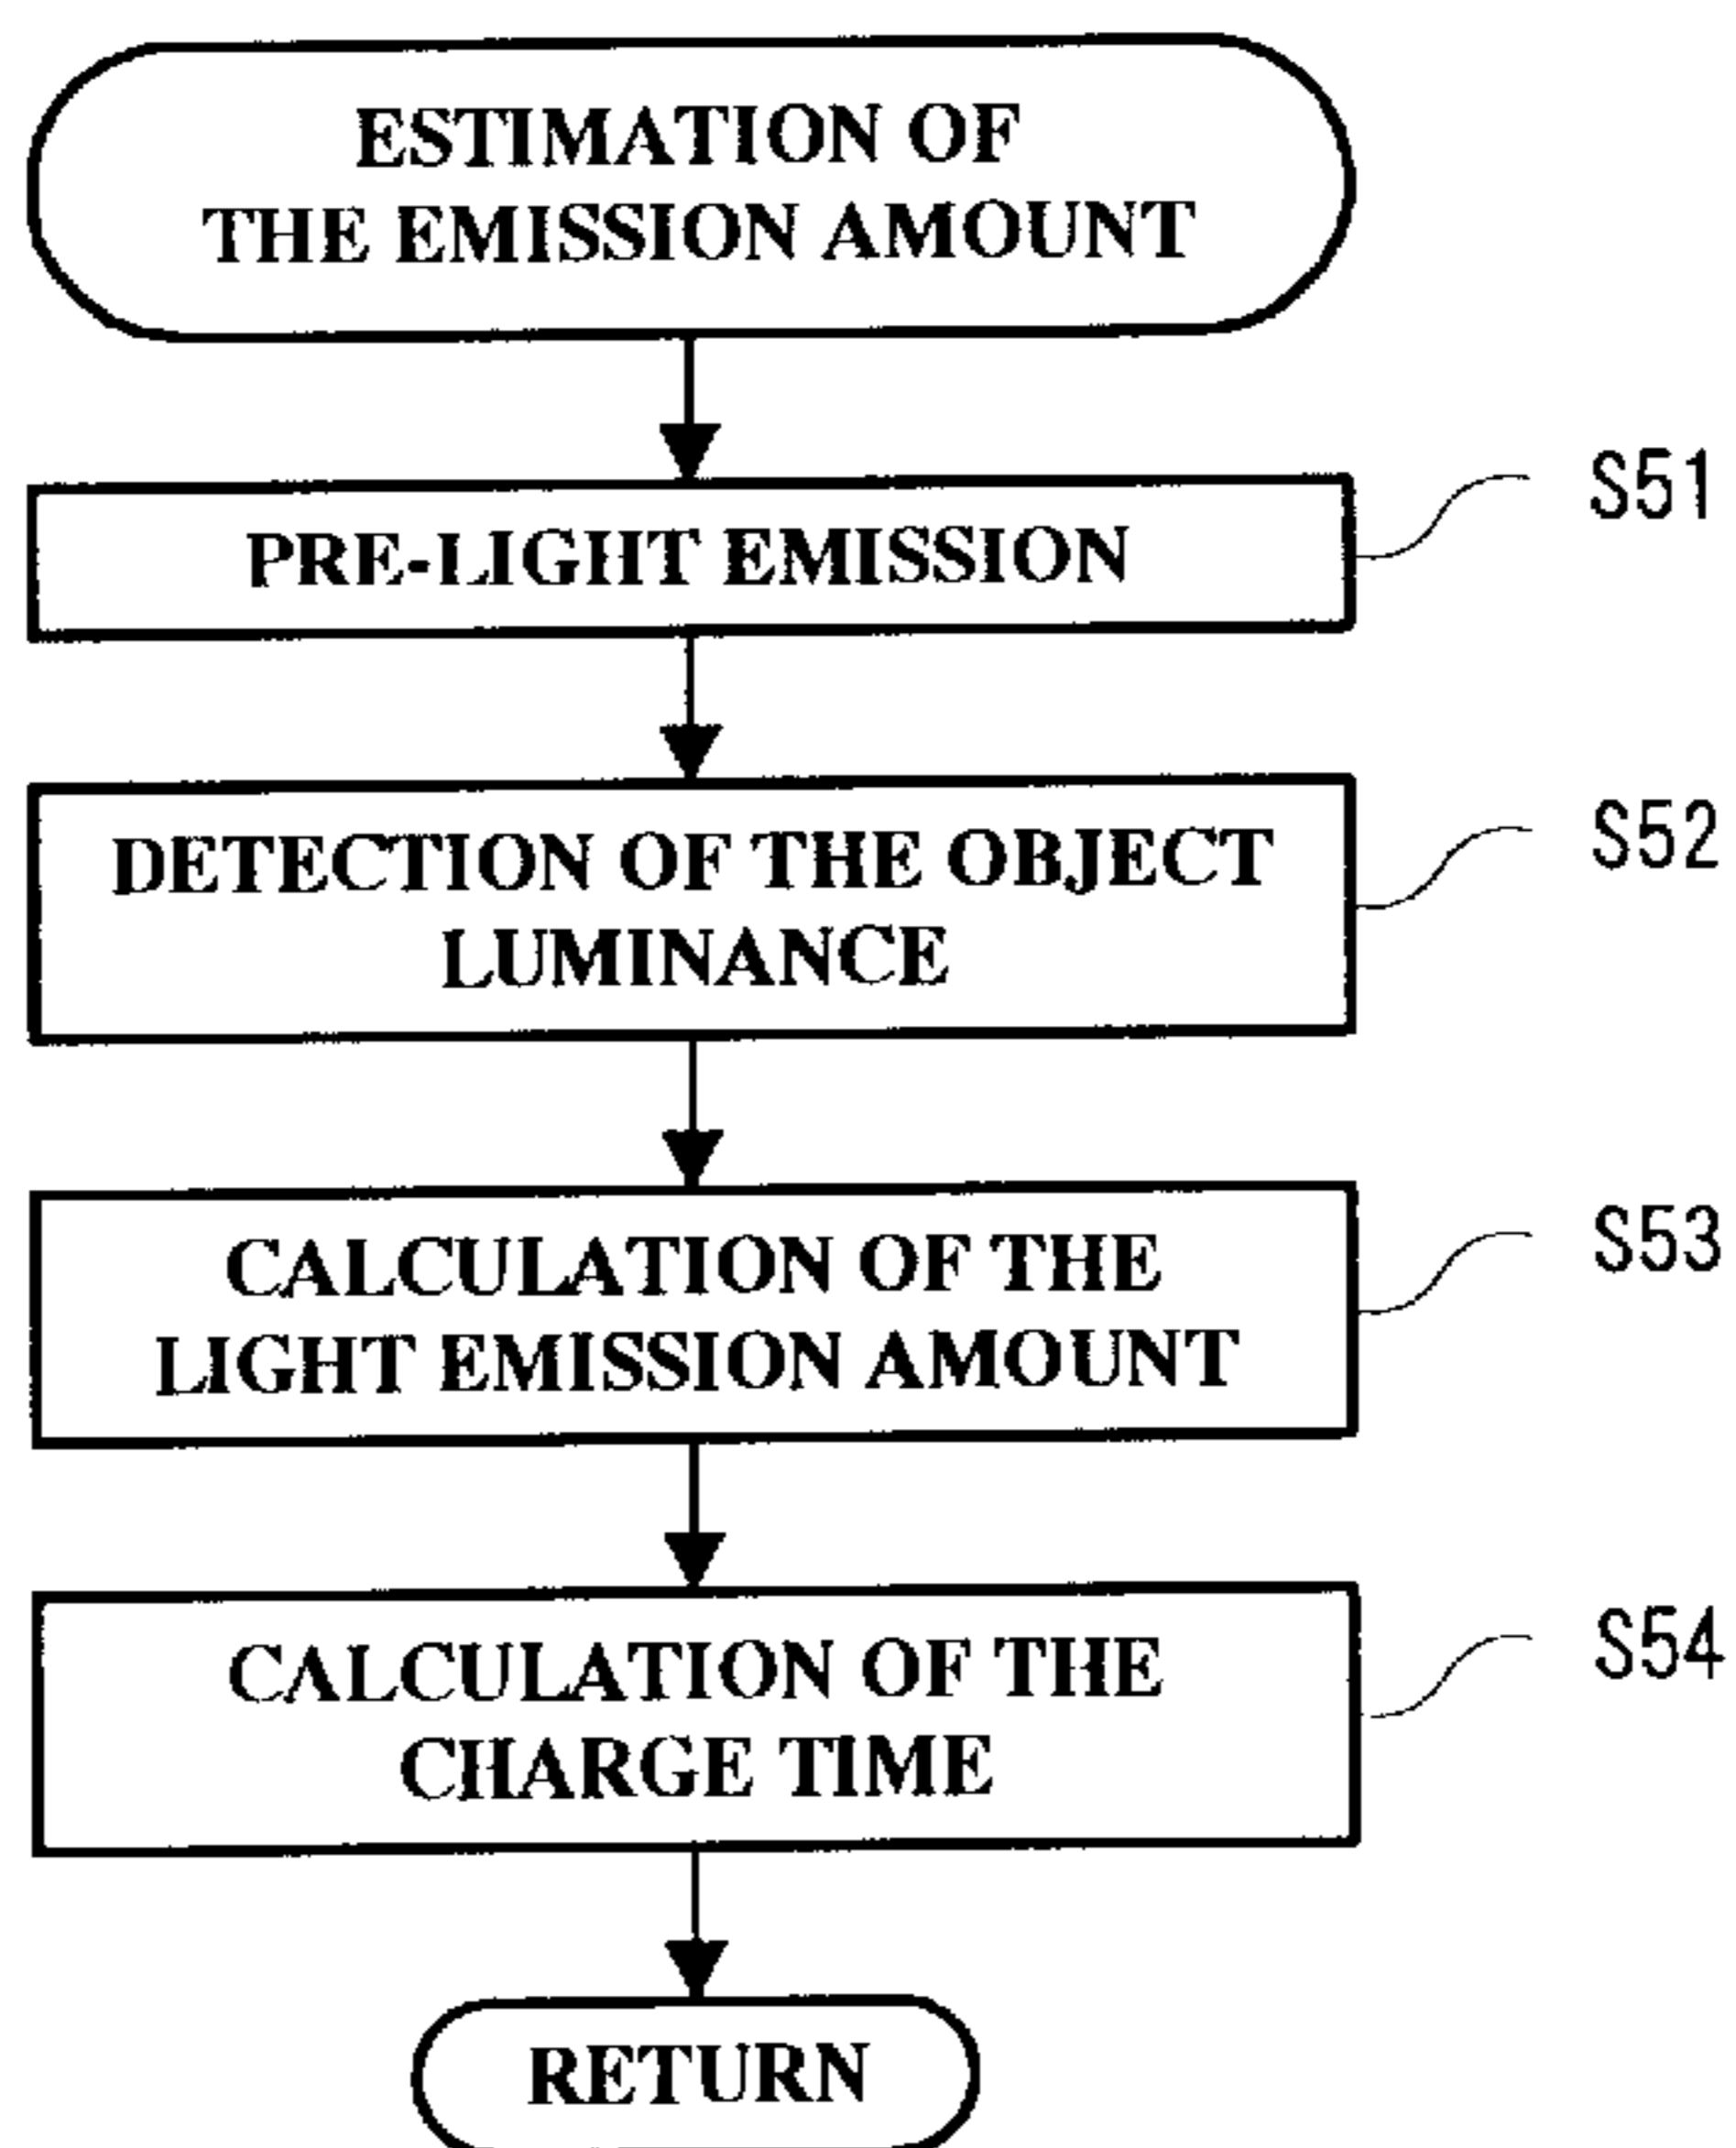 ESTIMATION OF
THE EMISSION AMOUNT
PRE-LIGHT EMISSION
S51
DETECTION OF THE OBJECT
LUMINANCE
S52
CALCULATION OF THE
LIGHT EMISSION AMOUNT
S53
CALCULATION OF THE
CHARGE TIME
S54
RETURN